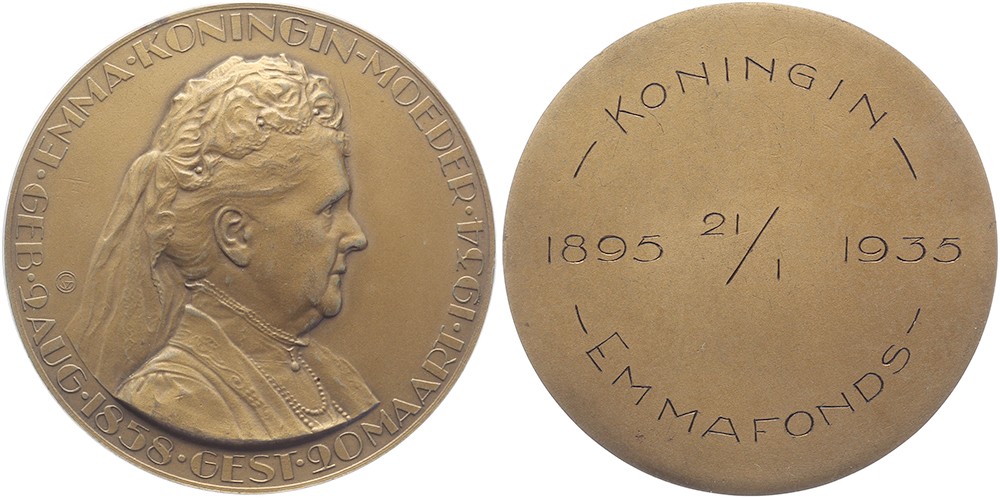 EMMA·KONINGIN-MOEDER·
GEB·2 AUG·1858·GEST·20 MAART·1934·
KONINGIN
1895 21/1 1935
EMMAFONDS